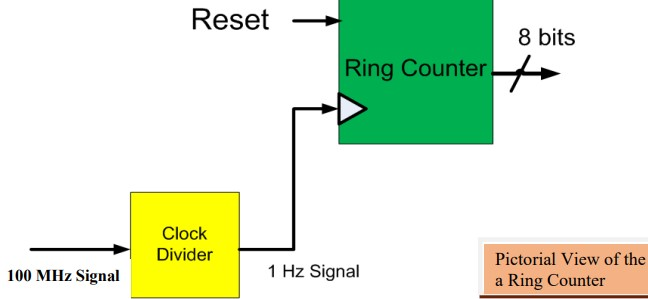 Reset
8 bits
Ring Counter
Clock
Divider
100 MHz Signal
1 Hz Signal
Pictorial View of the
a Ring Counter